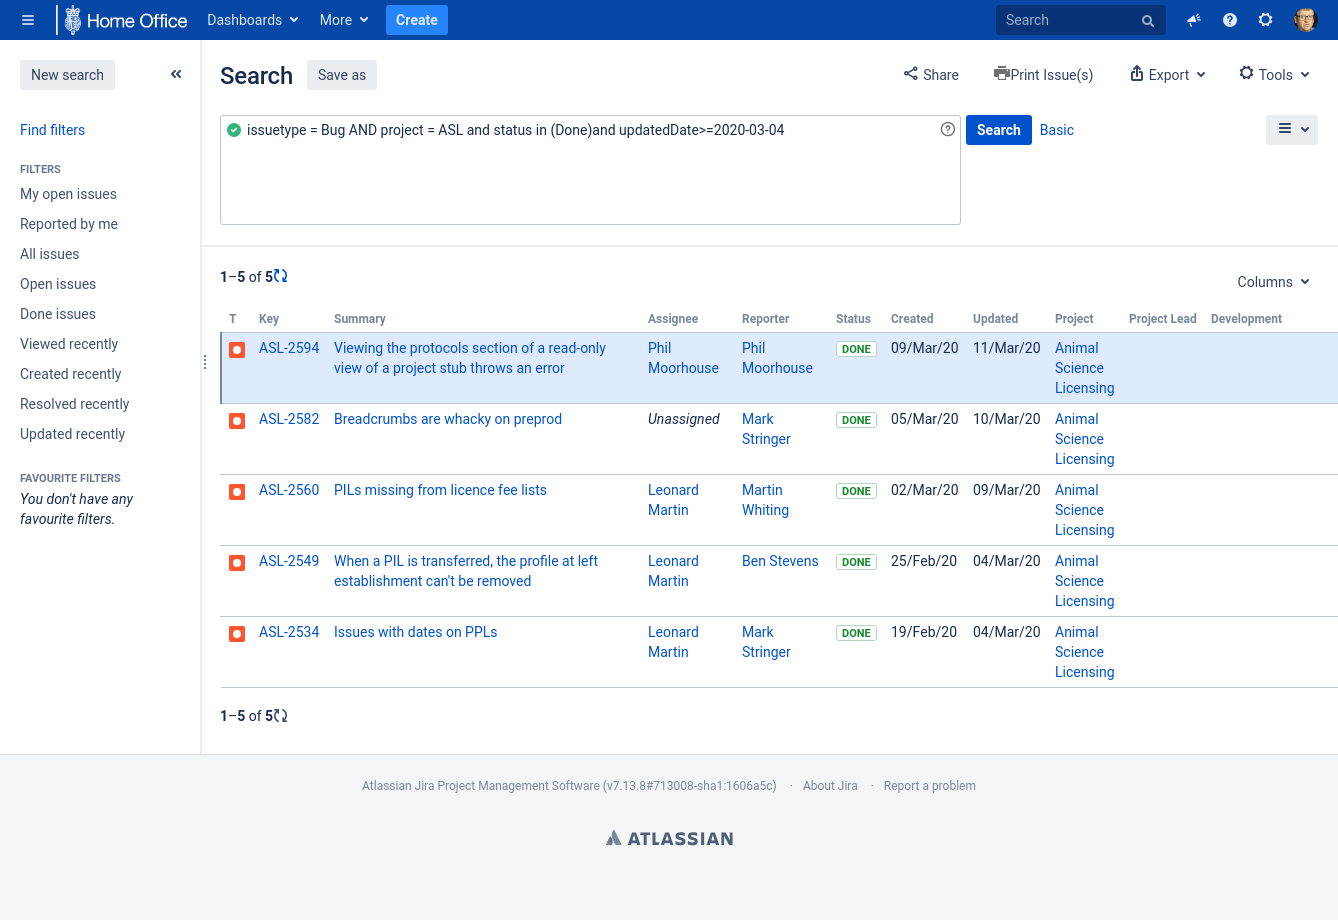 Home Office Dashboards More Create Search
New search
Search Save as Share Print Issue(s) Export Tools
Find filters
issuetype = Bug AND project = ASL and status in (Done)and updatedDate>=2020-03-04 Search Basic
FILTERS
My open issues
Reported by me
All issues
Open issues
Done issues
Viewed recently
Created recently
Resolved recently
Updated recently
FAVOURITE FILTERS
You don't have any
favourite filters.
1–5 of 5
Columns
T Key Summary Assignee Reporter Status Created Updated Project Project Lead Development
ASL-2594 Viewing the protocols section of a read-only Phil Phil DONE 09/Mar/20 11/Mar/20 Animal
view of a project stub throws an error Moorhouse Moorhouse Science
Licensing
ASL-2582 Breadcrumbs are whacky on preprod Unassigned Mark DONE 05/Mar/20 10/Mar/20 Animal
Stringer Science
Licensing
ASL-2560 PILs missing from licence fee lists Leonard Martin DONE 02/Mar/20 09/Mar/20 Animal
Martin Whiting Science
Licensing
ASL-2549 When a PIL is transferred, the profile at left Leonard Ben Stevens DONE 25/Feb/20 04/Mar/20 Animal
establishment can't be removed Martin Science
Licensing
ASL-2534 Issues with dates on PPLs Leonard Mark DONE 19/Feb/20 04/Mar/20 Animal
Martin Stringer Science
Licensing
1–5 of 5
Atlassian Jira Project Management Software (v7.13.8#713008-sha1:1606a5c) · About Jira · Report a problem
ATLASSIAN